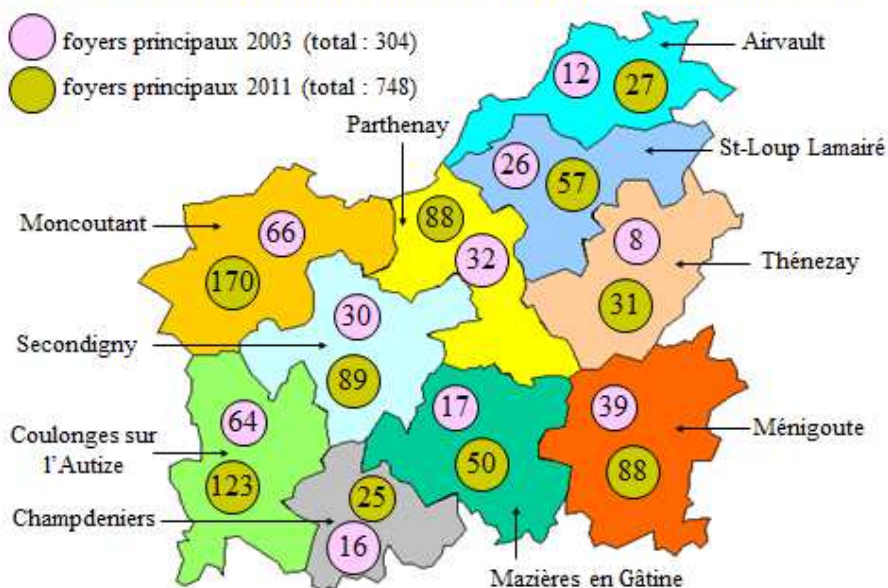 foyers principaux 2003 (total : 304)
foyers principaux 2011 (total : 748)
Airvault
12
27
Parthenay
St-Loup Lamairé
26
57
88
Moncoutant
66
8
32
Thénezay
170
31
30
Secondigny
89
17
39
64
Ménigoute
Coulonges sur
l'Autize
50
88
123
25
Champdeniers
16
Mazières en Gâtine